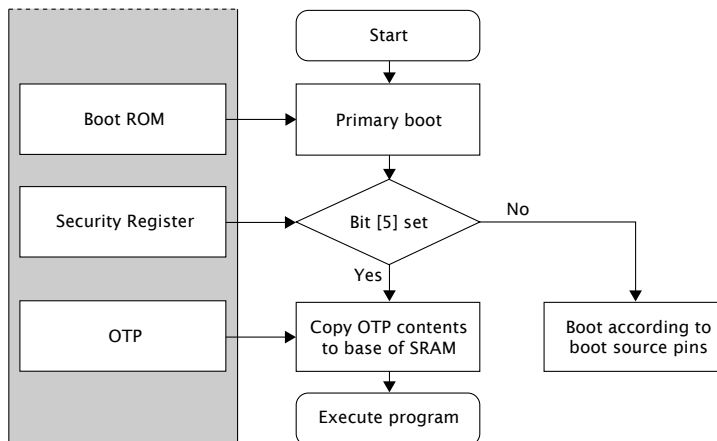 Start
Boot ROM
Primary boot
Security Register
Bit [5] set
No
Yes
OTP
Copy OTP contents
to base of SRAM
Boot according to
boot source pins
Execute program